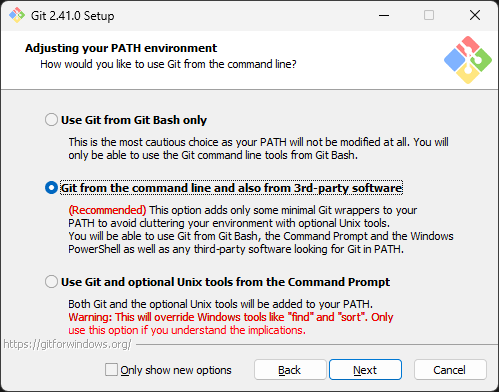 Git 2.41.0 Setup
Adjusting your PATH environment
How would you like to use Git from the command line?
Use Git from Git Bash only
This is the most cautious choice as your PATH will not be modified at all. You will
only be able to use the Git command line tools from Git Bash.
Git from the command line and also from 3rd-party software
(Recommended) This option adds only some minimal Git wrappers to your
PATH to avoid cluttering your environment with optional Unix tools.
You will be able to use Git from Git Bash, the Command Prompt and the Windows
PowerShell as well as any third-party software looking for Git in PATH.
Use Git and optional Unix tools from the Command Prompt
Both Git and the optional Unix tools will be added to your PATH.
Warning: This will override Windows tools like "find" and "sort". Only
use this option if you understand the implications.
https://gitforwindows.org/
Only show new options Back Next Cancel